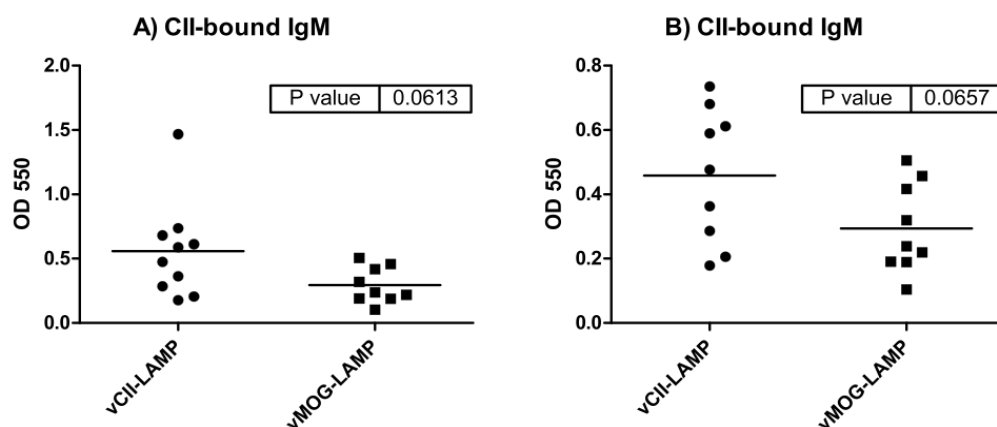 A) CII-bound IgM
2.0
1.5
1.0
0.5
0.0
OD 550
P value 0.0613
vCII-LAMP
vMOG-LAMP
B) CII-bound IgM
0.8
0.6
0.4
0.2
0.0
OD 550
P value 0.0657
vCII-LAMP
vMOG-LAMP